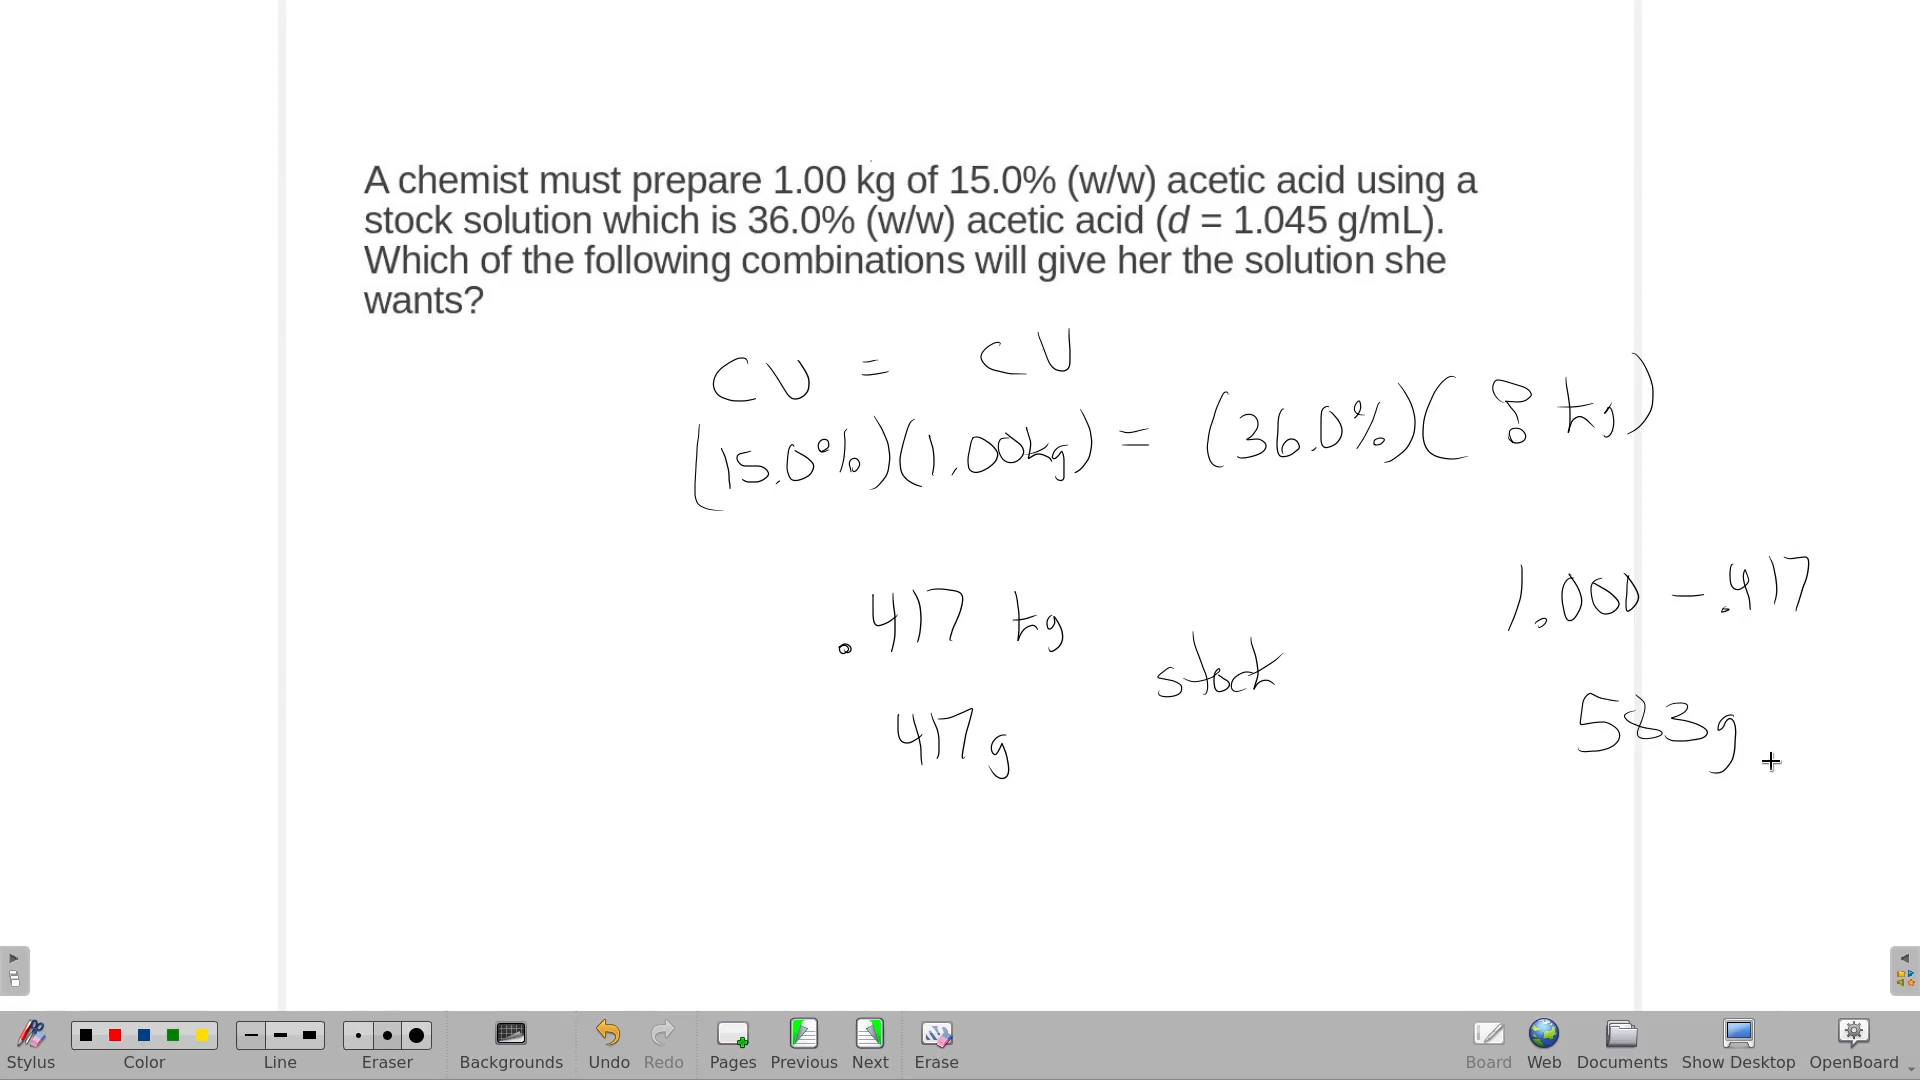 A chemist must prepare 1.00 kg of 15.0% (w/w) acetic acid using a
stock solution which is 36.0% (w/w) acetic acid (d = 1.045 g/mL).
Which of the following combinations will give her the solution she
wants?
CV = CV
(15.0%)(1.00kg) = (36.0%)(? kg)
1.000 - .417
.417 kg
stock
417g
583g
Stylus
Color
Line
Eraser
Backgrounds
Undo
Redo
Pages
Previous
Next
Erase
Board
Web
Documents
Show Desktop
OpenBoard